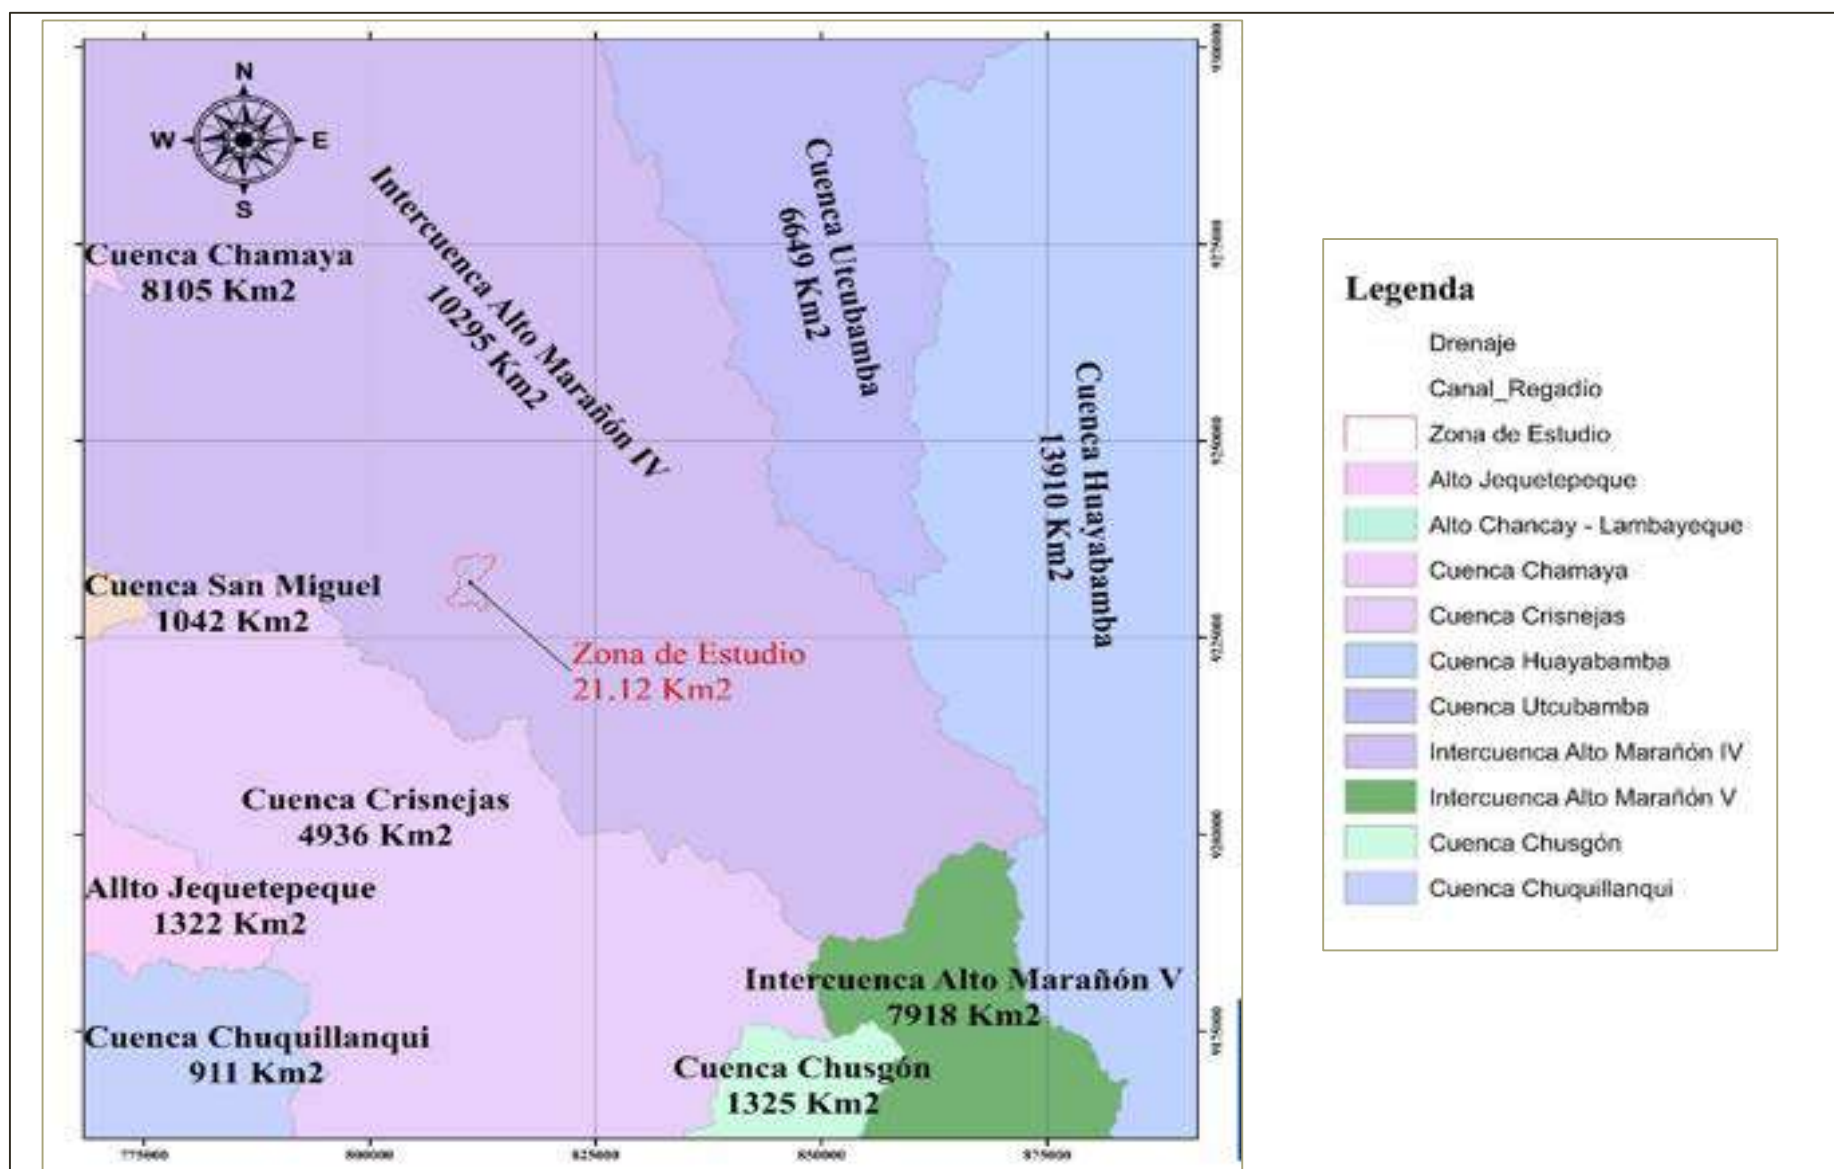 N
W E
S
Cuenca Chamaya
8105 Km2
Intercuenca Alto Marañón IV
10295 Km2
Cuenca Utcubamba
6649 Km2
Cuenca Huayabamba
13910 Km2
Cuenca San Miguel
1042 Km2
Zona de Estudio
21.12 Km2
Cuenca Crisnejas
4936 Km2
Allto Jequetepeque
1322 Km2
Intercuenca Alto Marañón V
7918 Km2
Cuenca Chuquillanqui
911 Km2
Cuenca Chusgón
1325 Km2
775000 800000 825000 850000 875000
Legenda
Drenaje
Canal_Regadío
Zona de Estudio
Alto Jequetepeque
Alto Chancay - Lambayeque
Cuenca Chamaya
Cuenca Crisnejas
Cuenca Huayabamba
Cuenca Utcubamba
Intercuenca Alto Marañón IV
Intercuenca Alto Marañón V
Cuenca Chusgón
Cuenca Chuquillanqui